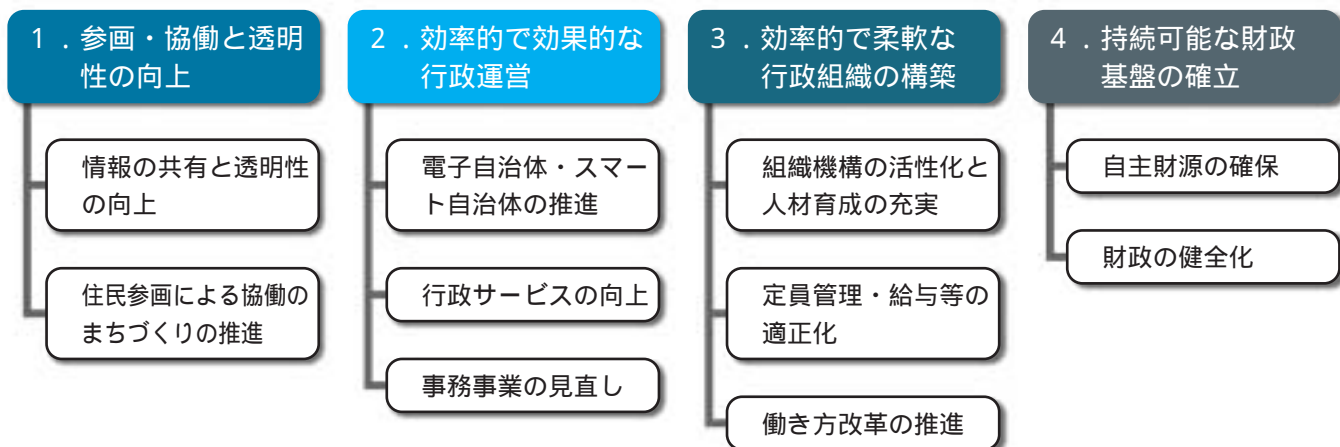 1．参画・協働と透明
性の向上
情報の共有と透明性
の向上
住民参画による協働の
まちづくりの推進
2．効率的で効果的な
行政運営
電子自治体・スマー
ト自治体の推進
行政サービスの向上
事務事業の見直し
3．効率的で柔軟な
行政組織の構築
組織機構の活性化と
人材育成の充実
定員管理・給与等の
適正化
働き方改革の推進
4．持続可能な財政
基盤の確立
自主財源の確保
財政の健全化